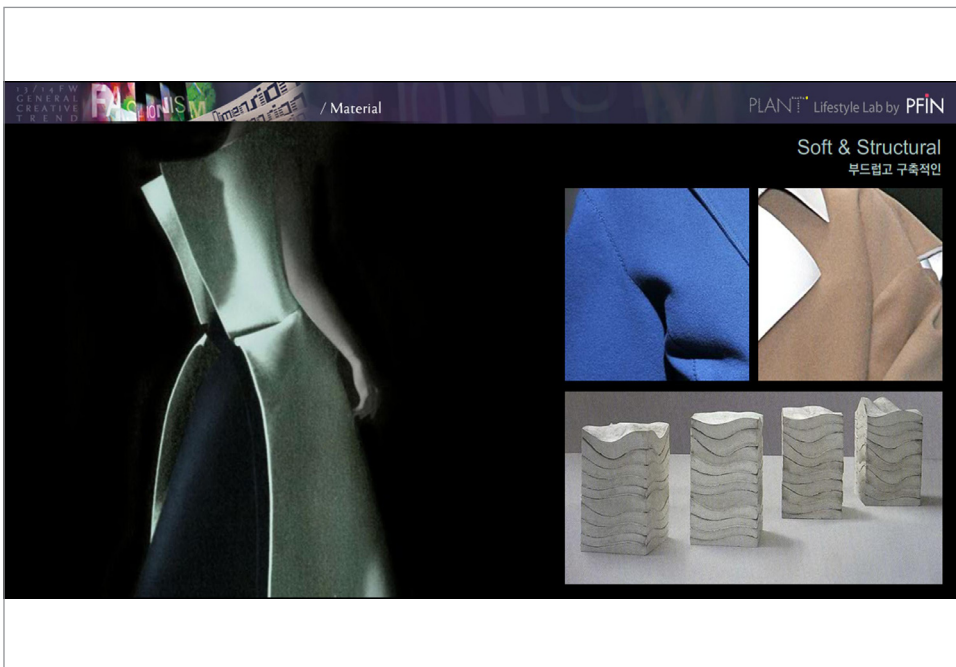 13/14 FW
GENERAL
CREATIVE
TREND
FASHIONISM
/ Material
PLANT Lifestyle Lab by PFIN
Soft & Structural
부드럽고 구축적인